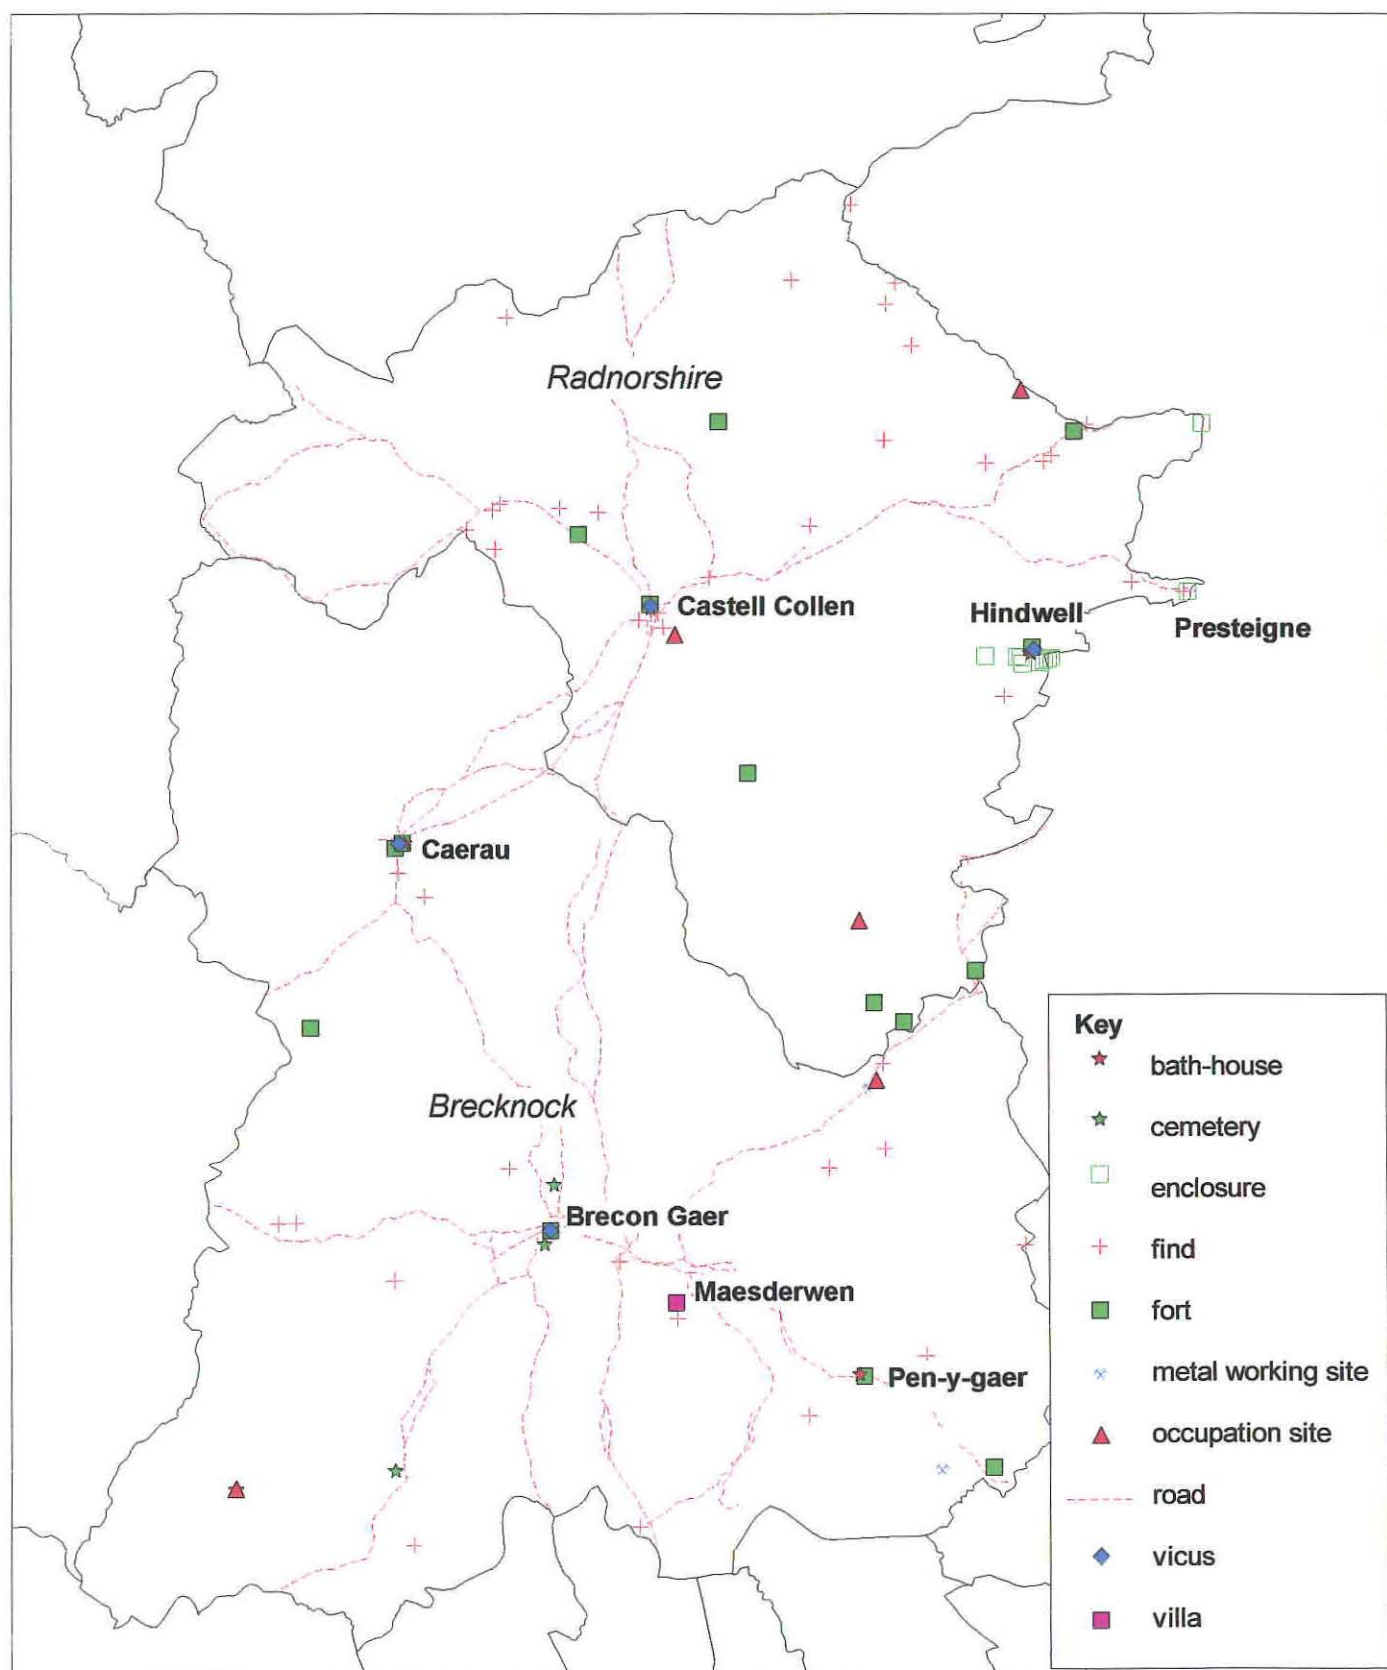 Radnorshire
Castell Collen
Hindwell
Presteigne
Caerau
Brecknock
Brecon Gaer
Maesderwen
Pen-y-gaer
Key
bath-house
cemetery
enclosure
find
fort
metal working site
occupation site
road
vicus
villa